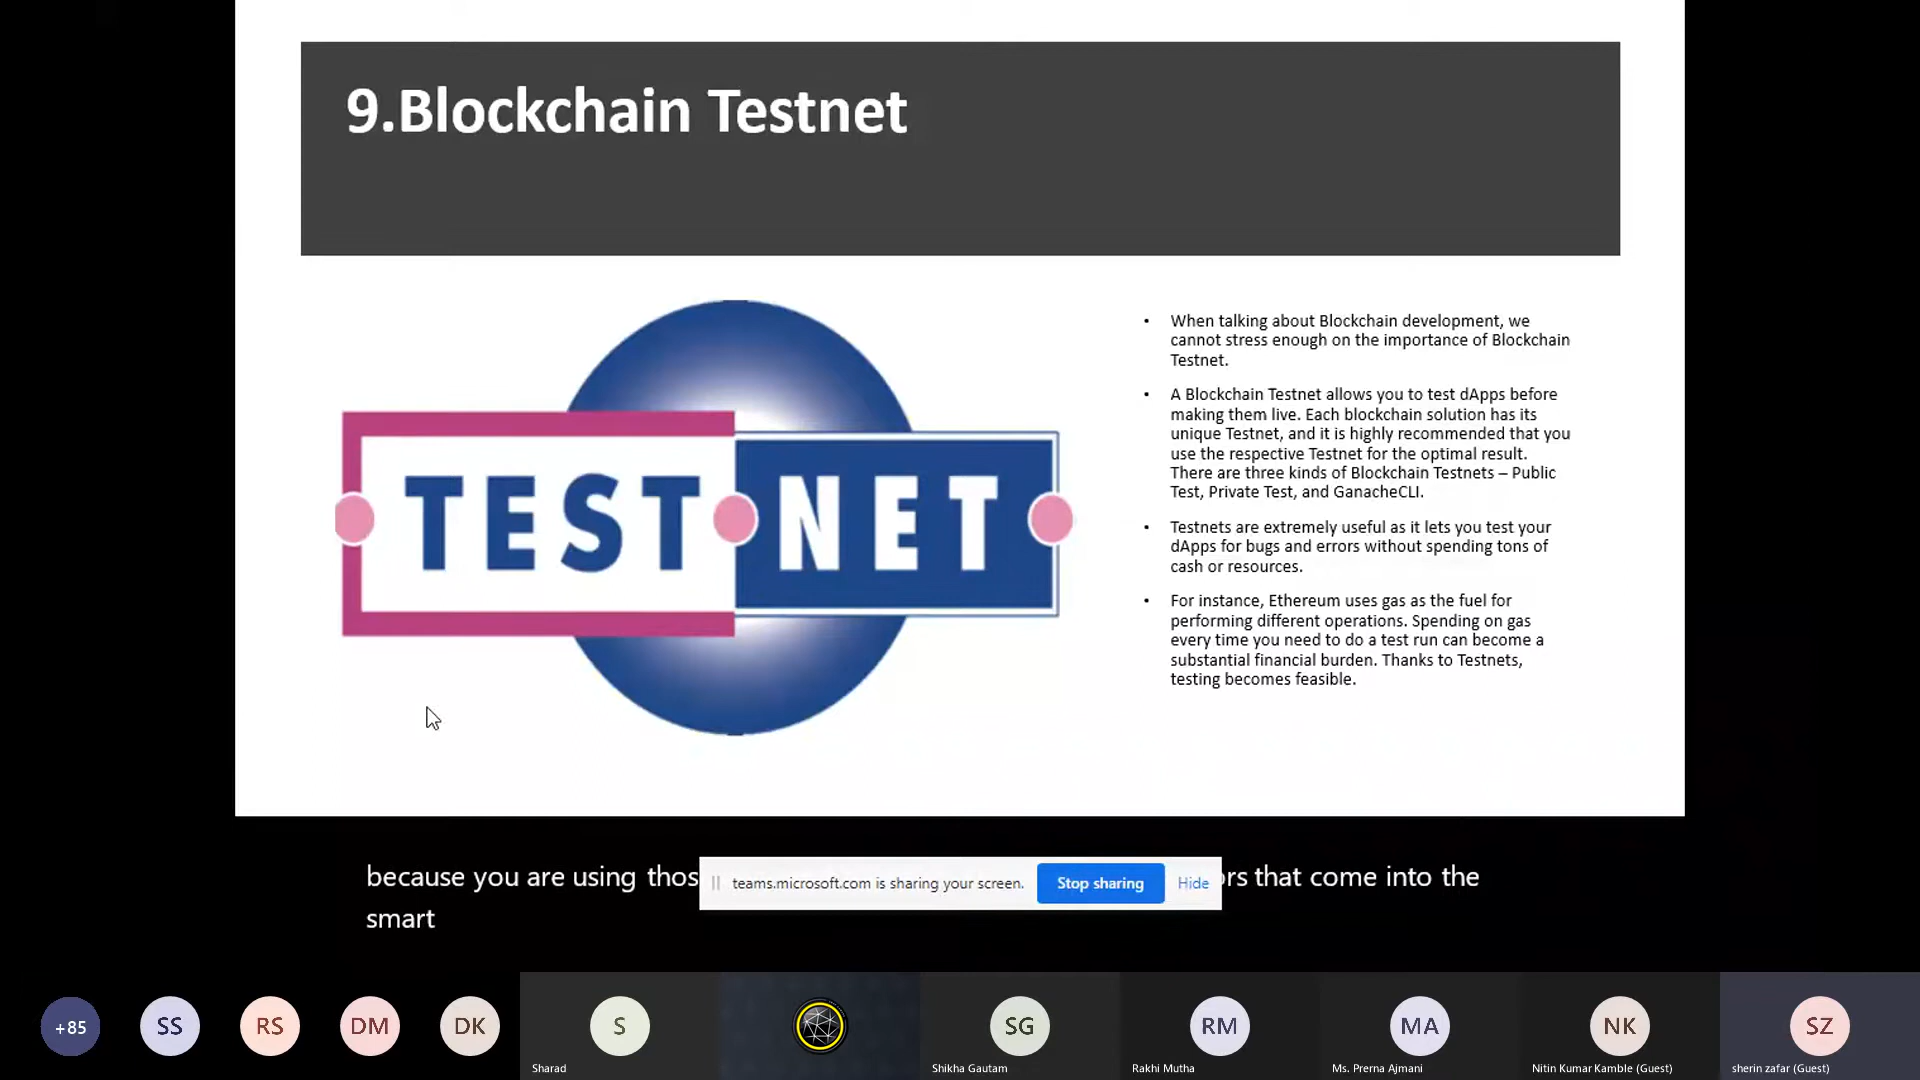 9.Blockchain Testnet
TEST NET
• When talking about Blockchain development, we
cannot stress enough on the importance of Blockchain
Testnet.
• A Blockchain Testnet allows you to test dApps before
making them live. Each blockchain solution has its
unique Testnet, and it is highly recommended that you
use the respective Testnet for the optimal result.
There are three kinds of Blockchain Testnets – Public
Test, Private Test, and GanacheCLI.
• Testnets are extremely useful as it lets you test your
dApps for bugs and errors without spending tons of
cash or resources.
• For instance, Ethereum uses gas as the fuel for
performing different operations. Spending on gas
every time you need to do a test run can become a
substantial financial burden. Thanks to Testnets,
testing becomes feasible.
because you are using that come into the
smart
teams.microsoft.com is sharing your screen. Stop sharing Hide
+85 SS RS DM DK S SG RM MA NK SZ
Sharad Shikha Gautam Rakhi Mutha Ms. Prerna Ajmani Nitin Kumar Kamble (Guest) sherin zafar (Guest)